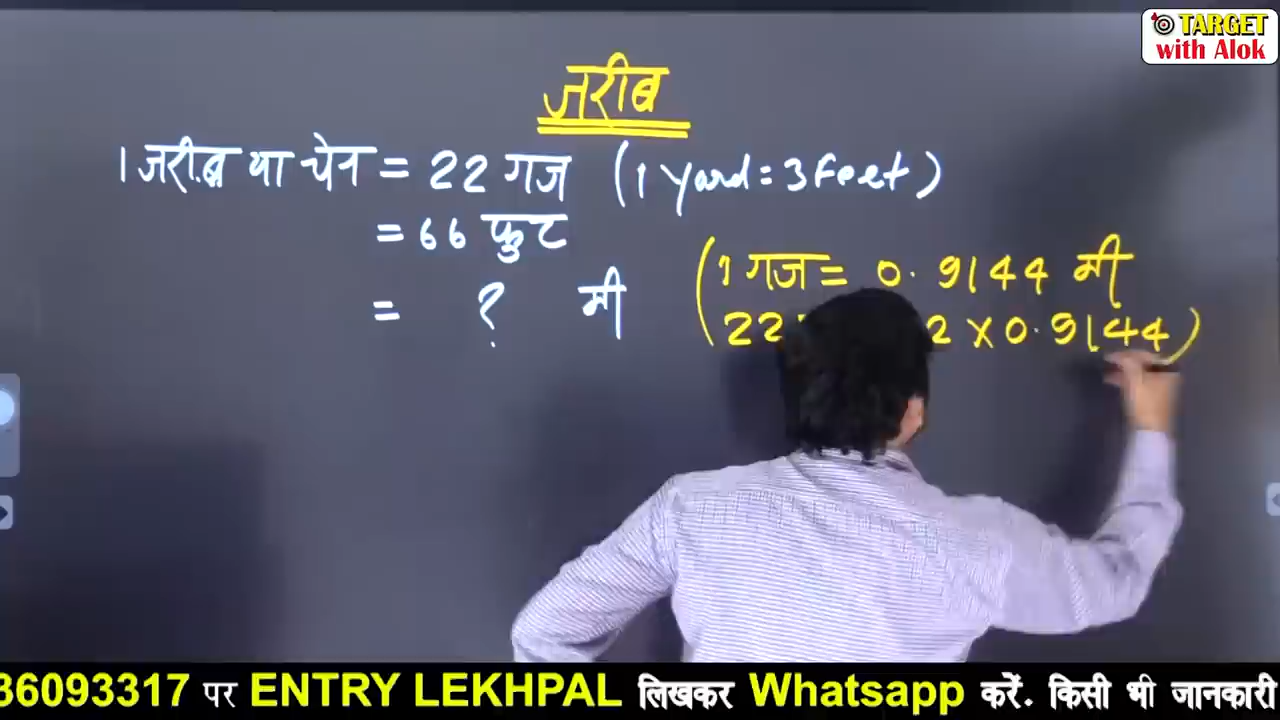 TARGET
with Alok
जरीब
1 जरीब या चेन = 22 गज (1 Yard = 3 Feet)
= 66 फुट
(1 गज = 0.9144 मी
= ? मी
22 2 x 0.9144)
36093317 पर ENTRY LEKHPAL लिखकर Whatsapp करें. किसी भी जानकारी